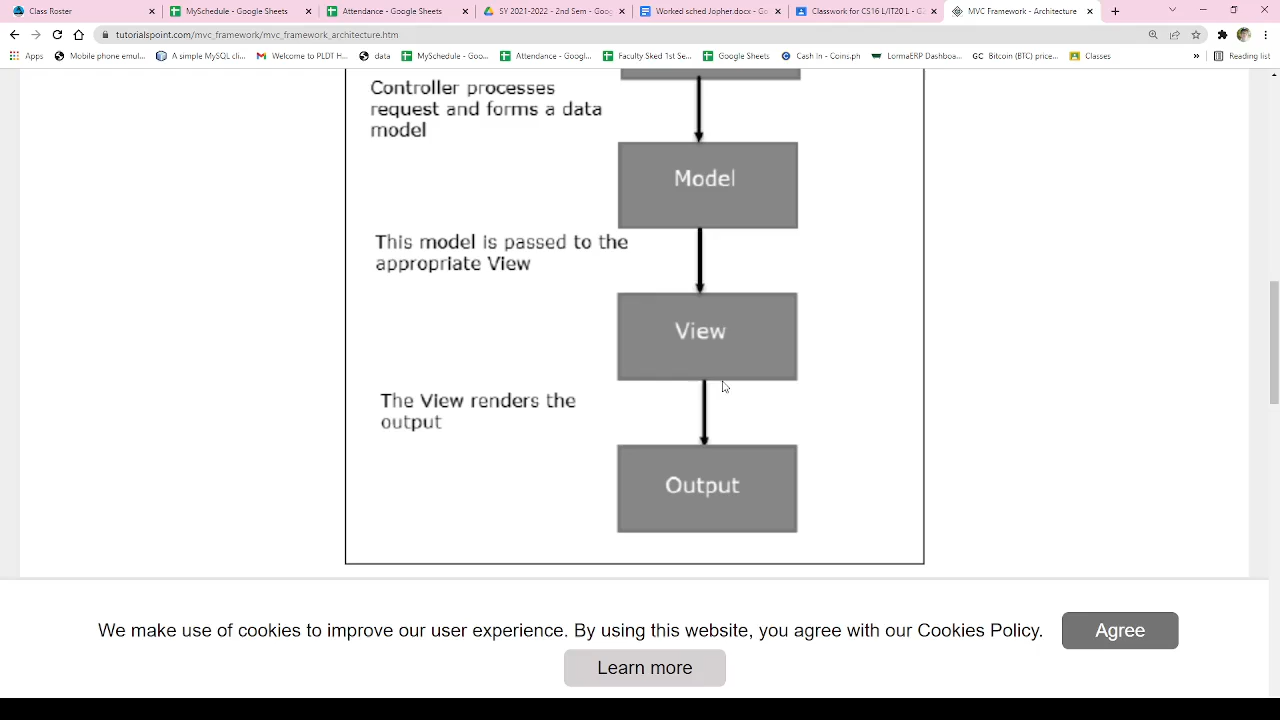 Class Roster
MySchedule - Google Sheets
Attendance - Google Sheets
SV 2021-2022 - 2nd Sem - Goog
Worked sched Jopher.docx - Goo
Classwork for CS16 L/IT20 L - Ga
MVC Framework - Architecture
tutorialspoint.com/mvc_framework/mvc_framework_architecture.htm
Apps
Mobile phone emul...
A simple MySQL cli...
Welcome to PLDT H...
data
MySchedule - Goo...
Attendance - Googl...
Faculty Sked 1st Se...
Google Sheets
Cash In - Coins.ph
LormaERP Dashboa...
GC Bitcoin (BTC) price...
Classes
»
Reading list
Controller processes
request and forms a data
model
Model
This model is passed to the
appropriate View
View
The View renders the
output
Output
We make use of cookies to improve our user experience. By using this website, you agree with our Cookies Policy.
Agree
Learn more